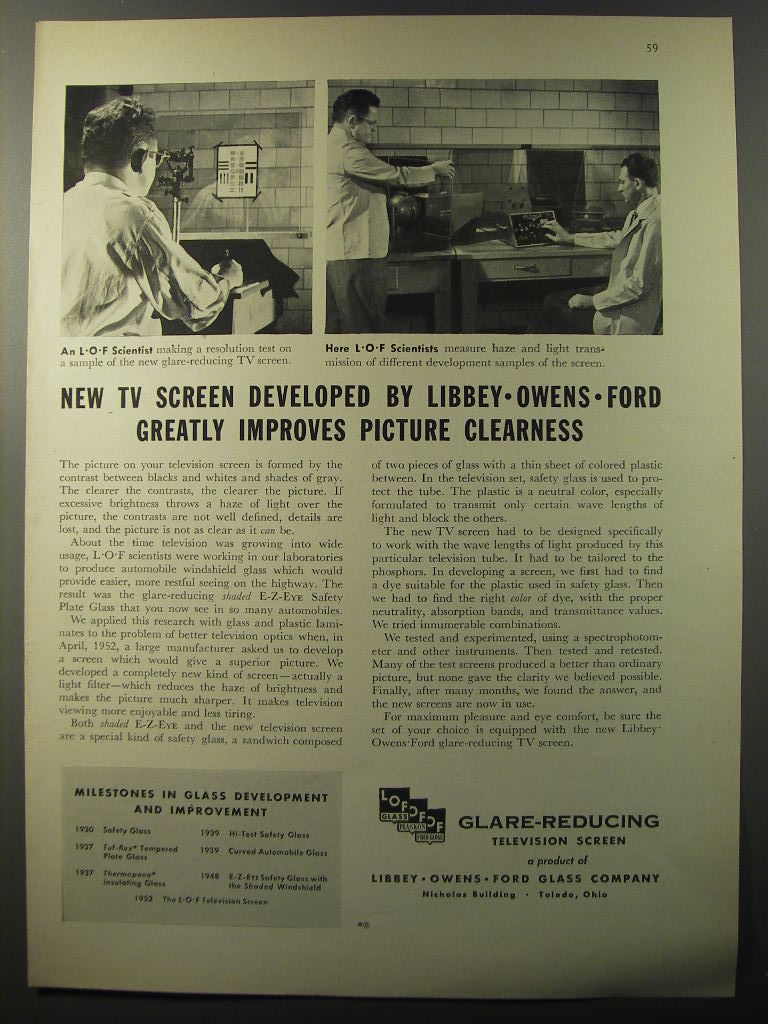 59
An L·O·F Scientist making a resolution test on
a sample of the new glare-reducing TV screen.
Here L·O·F Scientists measure haze and light trans-
mission of different development samples of the screen.
NEW TV SCREEN DEVELOPED BY LIBBEY·OWENS·FORD
GREATLY IMPROVES PICTURE CLEARNESS
The picture on your television screen is formed by the
contrast between blacks and whites and shades of gray.
The clearer the contrasts, the clearer the picture. If
excessive brightness throws a haze of light over the
picture, the contrasts are not well defined, details are
lost, and the picture is not as clear as it can be.
About the time television was growing into wide
usage, L·O·F scientists were working in our laboratories
to produce automobile windshield glass which would
provide easier, more restful seeing on the highway. The
result was the glare-reducing shaded E-Z-EYE Safety
Plate Glass that you now see in so many automobiles.
We applied this research with glass and plastic lami-
nates to the problem of better television optics when, in
April, 1952, a large manufacturer asked us to develop
a screen which would give a superior picture. We
developed a completely new kind of screen—actually a
light filter—which reduces the haze of brightness and
makes the picture much sharper. It makes television
viewing more enjoyable and less tiring.
Both shaded E-Z-EYE and the new television screen
are a special kind of safety glass, a sandwich composed
of two pieces of glass with a thin sheet of colored plastic
between. In the television set, safety glass is used to pro-
tect the tube. The plastic is a neutral color, especially
formulated to transmit only certain wave lengths of
light and block the others.
The new TV screen had to be designed specifically
to work with the wave lengths of light produced by this
particular television tube. It had to be tailored to the
phosphors. In developing a screen, we first had to find
a dye suitable for the plastic used in safety glass. Then
we had to find the right color of dye, with the proper
neutrality, absorption bands, and transmittance values.
We tried innumerable combinations.
We tested and experimented, using a spectrophotom-
eter and other instruments. Then tested and retested.
Many of the test screens produced a better than ordinary
picture, but none gave the clarity we believed possible.
Finally, after many months, we found the answer, and
the new screens are now in use.
For maximum pleasure and eye comfort, be sure the
set of your choice is equipped with the new Libbey·
Owens·Ford glare-reducing TV screen.
MILESTONES IN GLASS DEVELOPMENT
AND IMPROVEMENT
1930 Safety Glass
1937 Tuf-flex* Tempered
Plate Glass
1937 Thermopane*
Insulating Glass
1939 Hi-Test Safety Glass
1939 Curved Automobile Glass
1948 E-Z-EYE Safety Glass with
the Shaded Windshield
1952 The L·O·F Television Screen
LOF
GLASS
LOF
PLASKON
LOF
FIBER·GLASS
GLARE-REDUCING
TELEVISION SCREEN
a product of
LIBBEY·OWENS·FORD GLASS COMPANY
Nicholas Building · Toledo, Ohio
*®